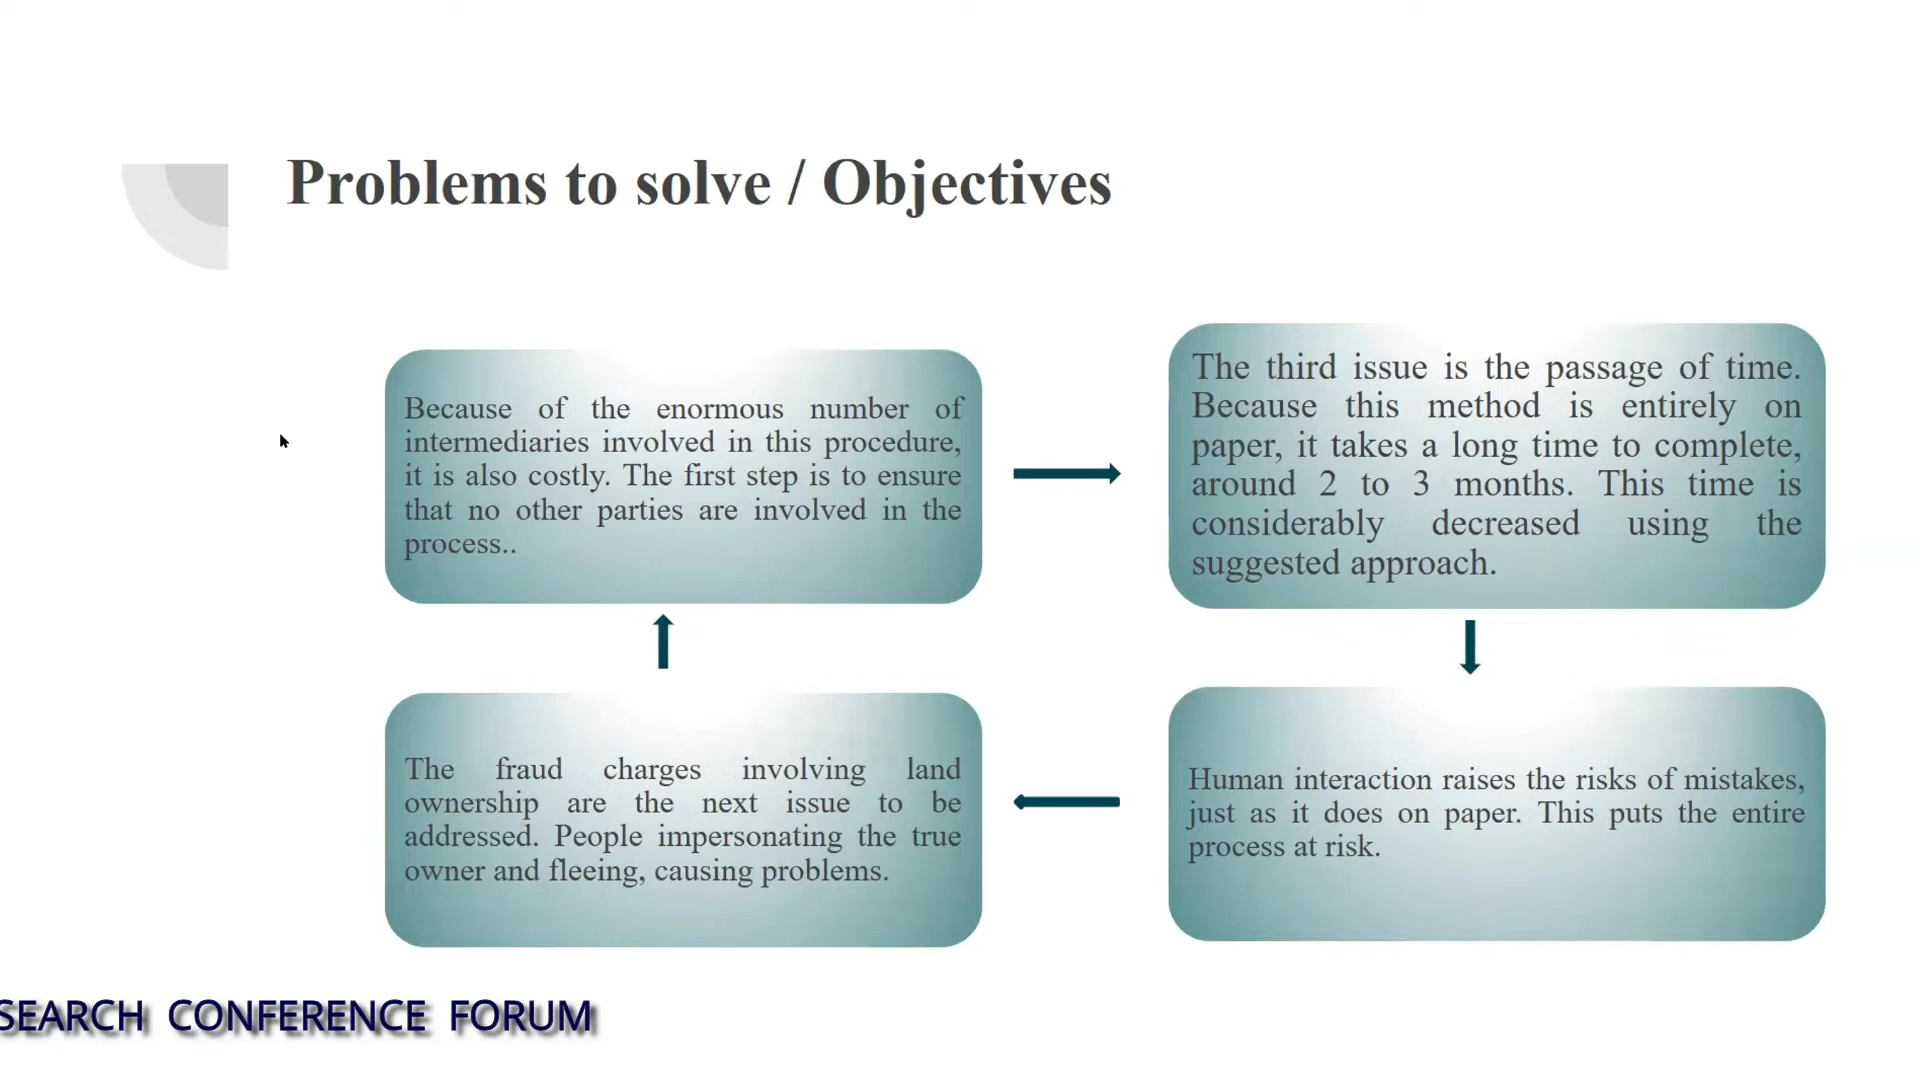 Problems to solve / Objectives
Because of the enormous number of
intermediaries involved in this procedure,
it is also costly. The first step is to ensure
that no other parties are involved in the
process..
The third issue is the passage of time.
Because this method is entirely on
paper, it takes a long time to complete,
around 2 to 3 months. This time is
considerably decreased using the
suggested approach.
The fraud charges involving land
ownership are the next issue to be
addressed. People impersonating the true
owner and fleeing, causing problems.
Human interaction raises the risks of mistakes,
just as it does on paper. This puts the entire
process at risk.
SEARCH CONFERENCE FORUM